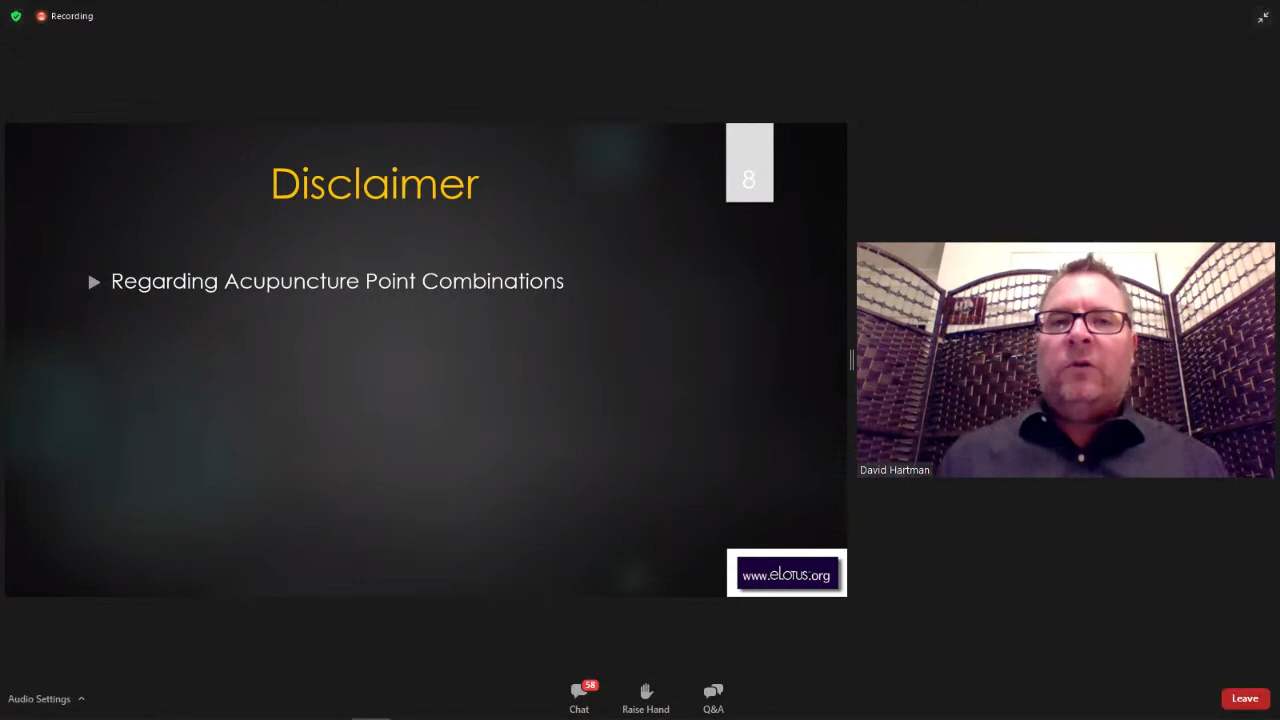 Recording
Disclaimer
8
Regarding Acupuncture Point Combinations
David Hartman
www.eLOTUS.org
Audio Settings
58
Chat
Raise Hand
Q&A
Leave